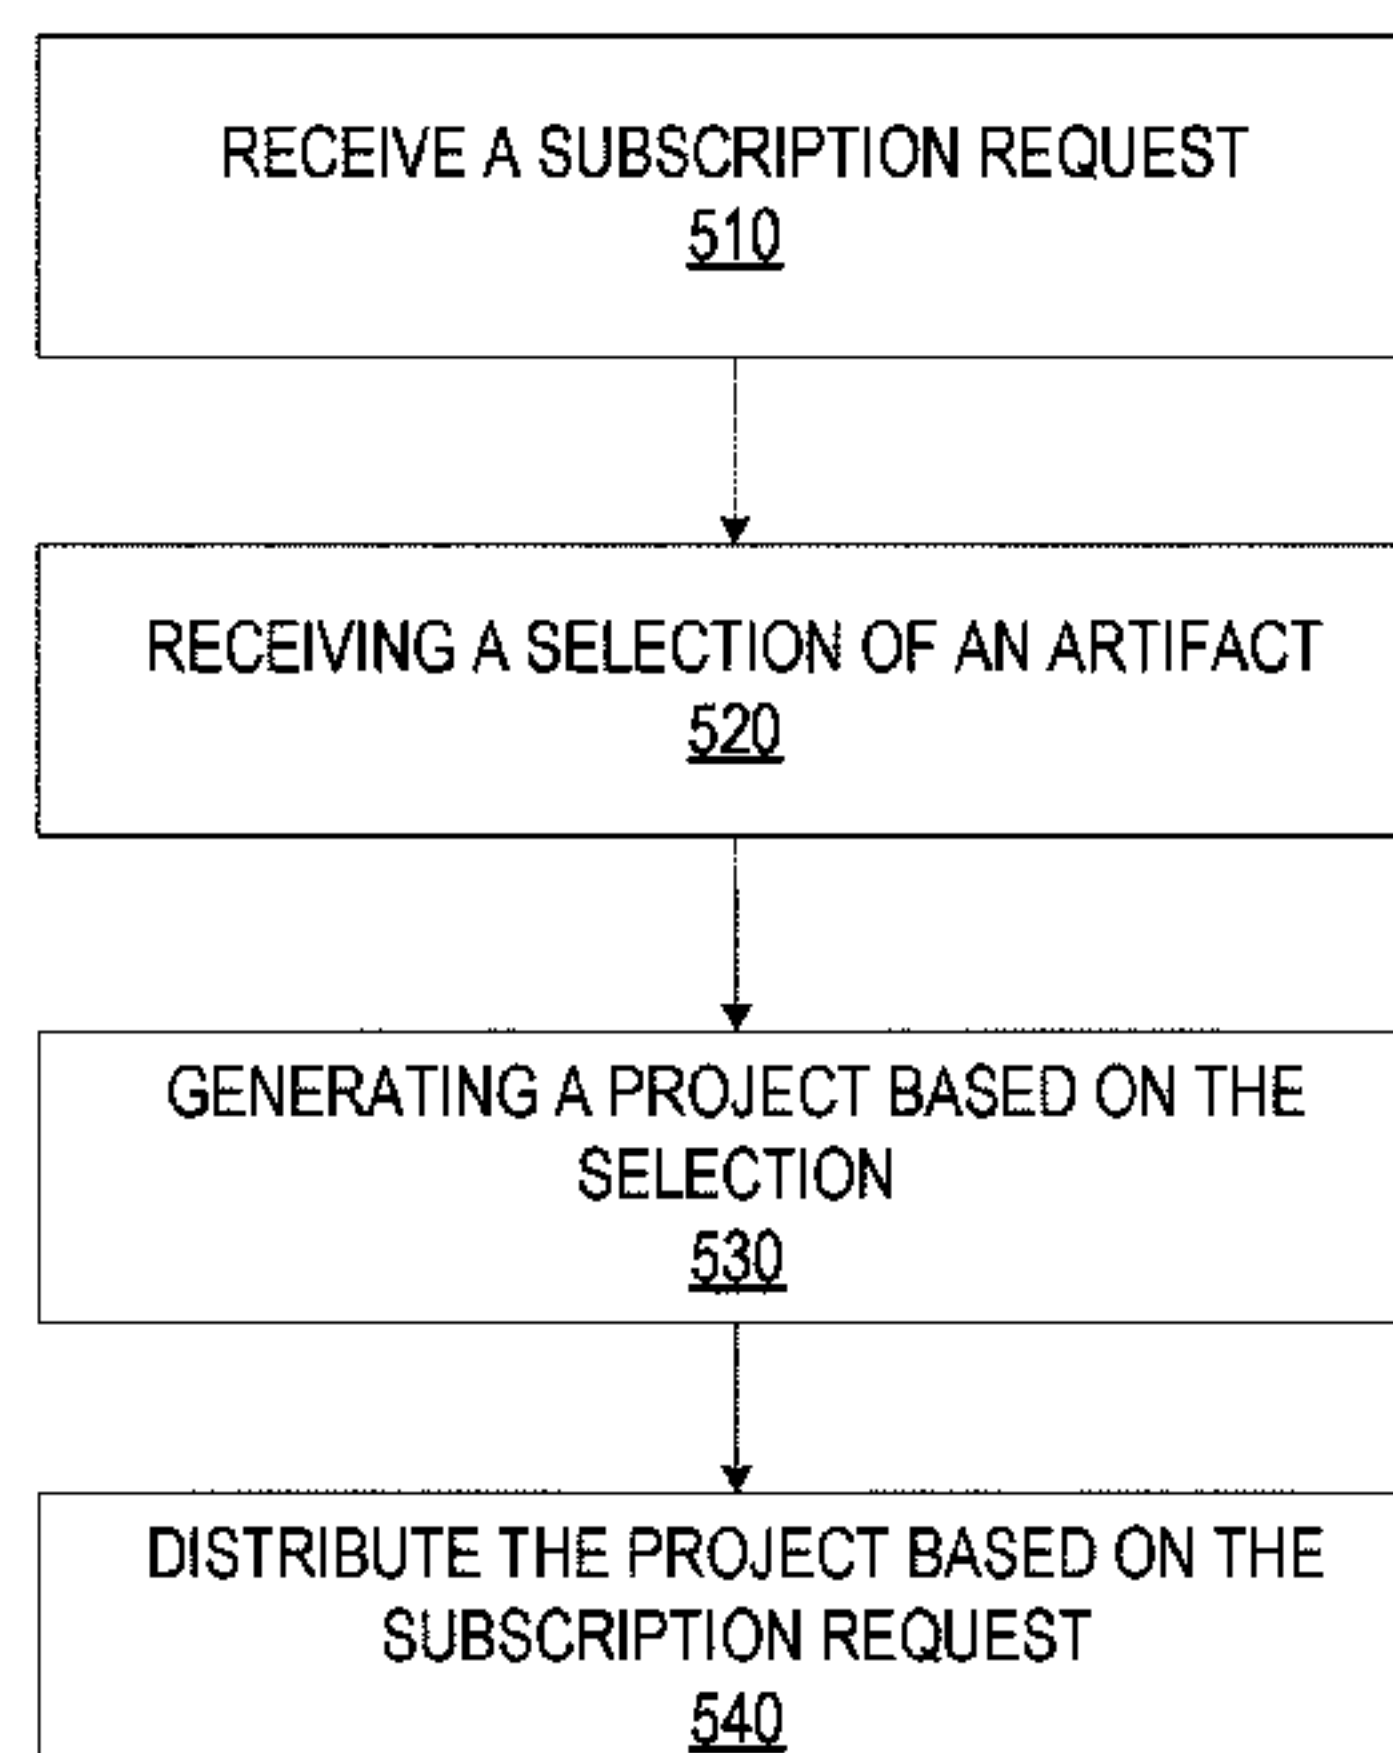 RECEIVE A SUBSCRIPTION REQUEST
510
RECEIVING A SELECTION OF AN ARTIFACT
520
GENERATING A PROJECT BASED ON THE
SELECTION
530
DISTRIBUTE THE PROJECT BASED ON THE
SUBSCRIPTION REQUEST
540